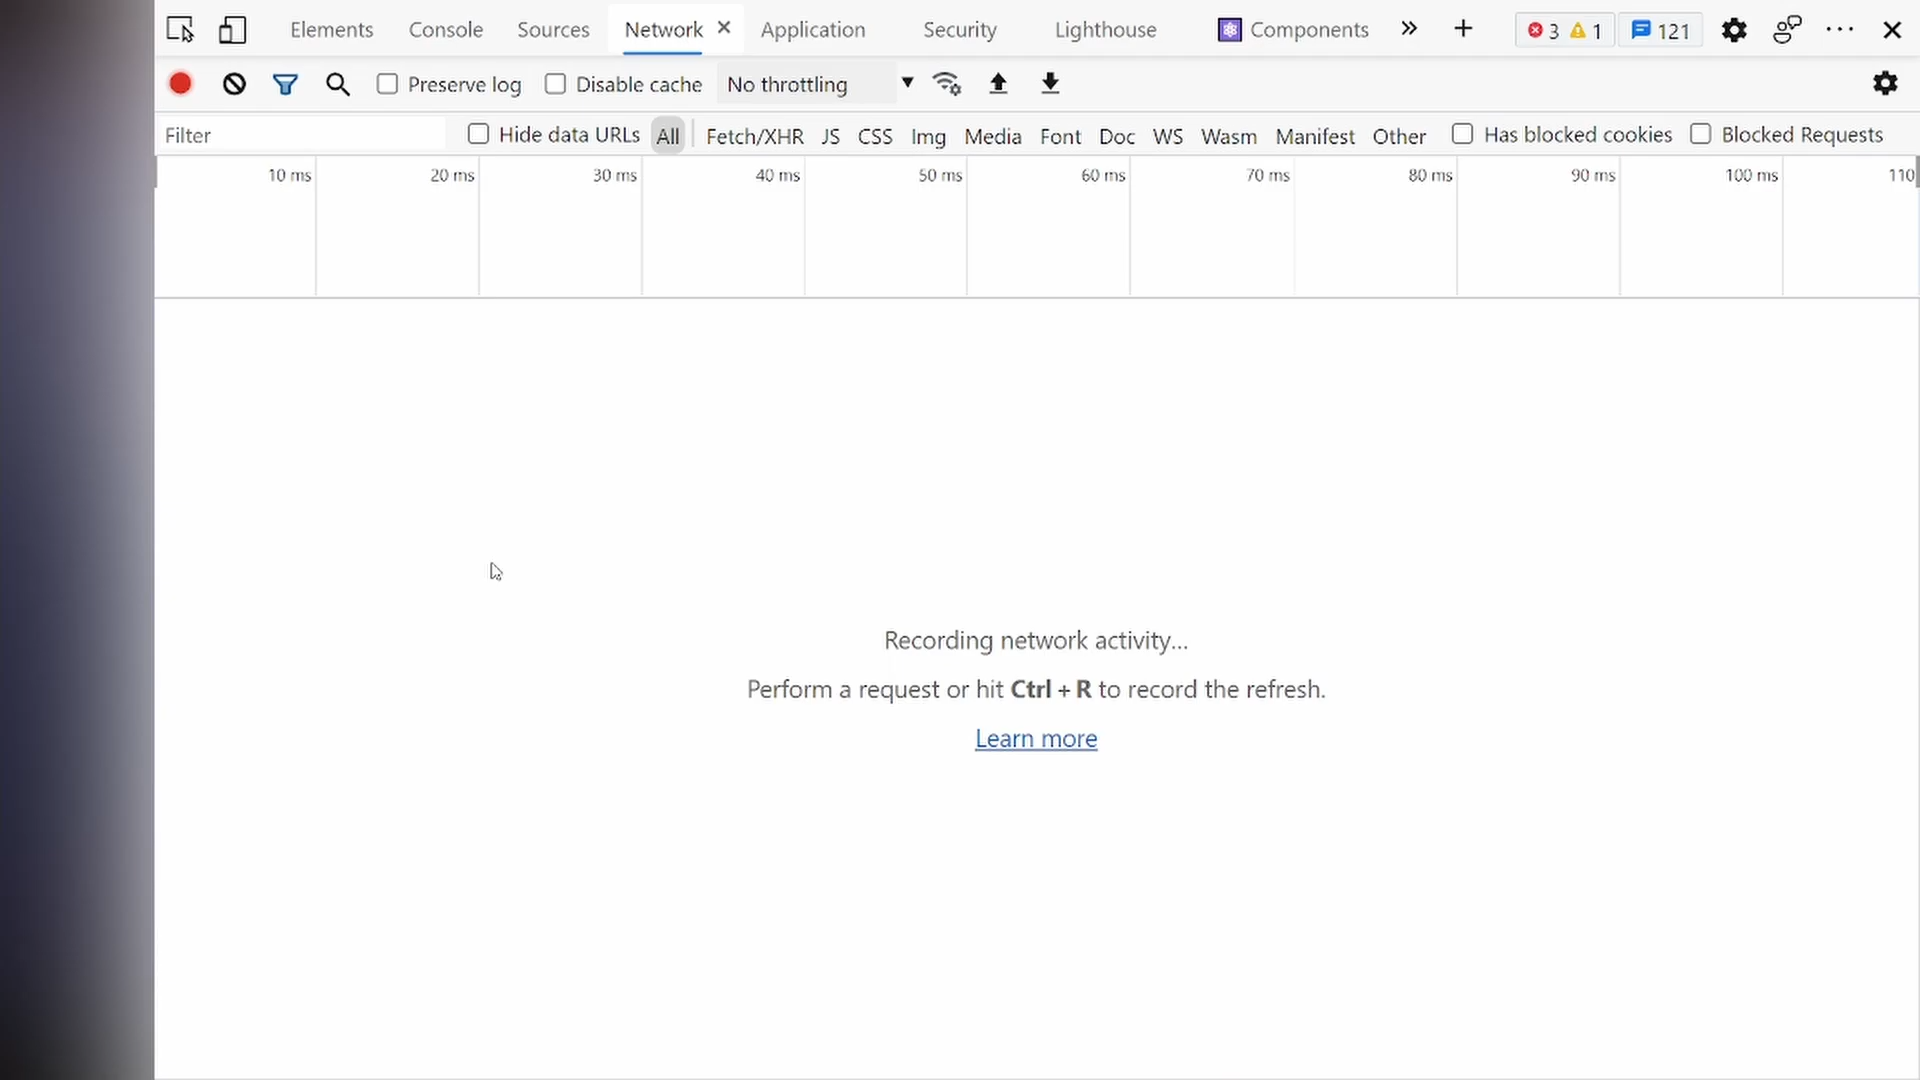 Elements Console Sources Network Application Security Lighthouse Components 3 1 121
Preserve log Disable cache No throttling
Filter Hide data URLs All Fetch/XHR JS CSS Img Media Font Doc WS Wasm Manifest Other Has blocked cookies Blocked Requests
10 ms 20 ms 30 ms 40 ms 50 ms 60 ms 70 ms 80 ms 90 ms 100 ms 110
Recording network activity...
Perform a request or hit Ctrl + R to record the refresh.
Learn more